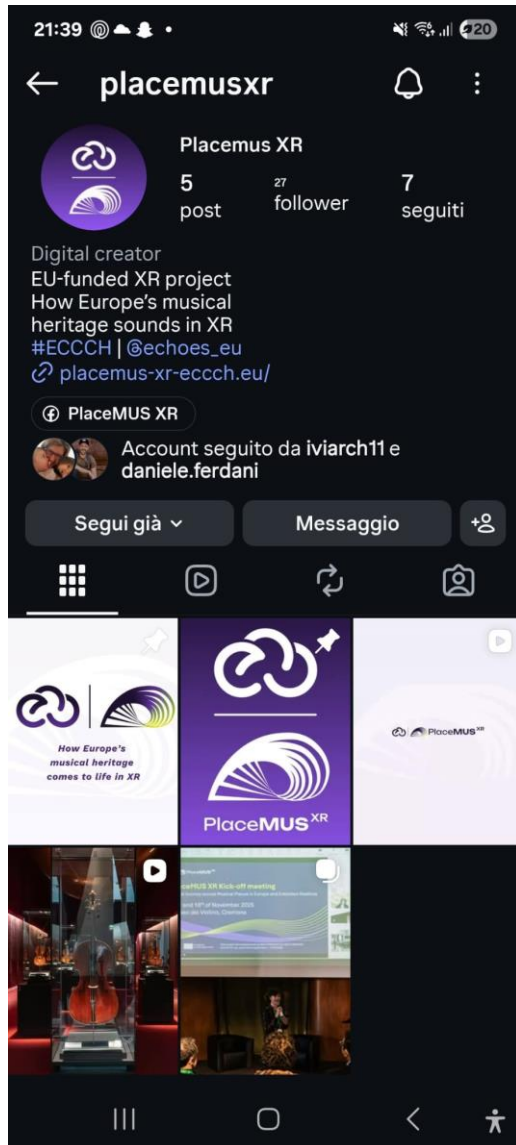 21:39
20
placemusxr
Placemus XR
5
27
7
post
follower
seguiti
Digital creator
EU-funded XR project
How Europe's musical
heritage sounds in XR
#ECCCH | @echoes_eu
placemus-xr-eccch.eu/
PlaceMUS XR
Account seguito da iviarch11 e
daniele.ferdani
Segui già
Messaggio
How Europe's
musical heritage
comes to life in XR
PlaceMUS XR
PlaceMUS XR
PlaceMUS XR Kick-off meeting